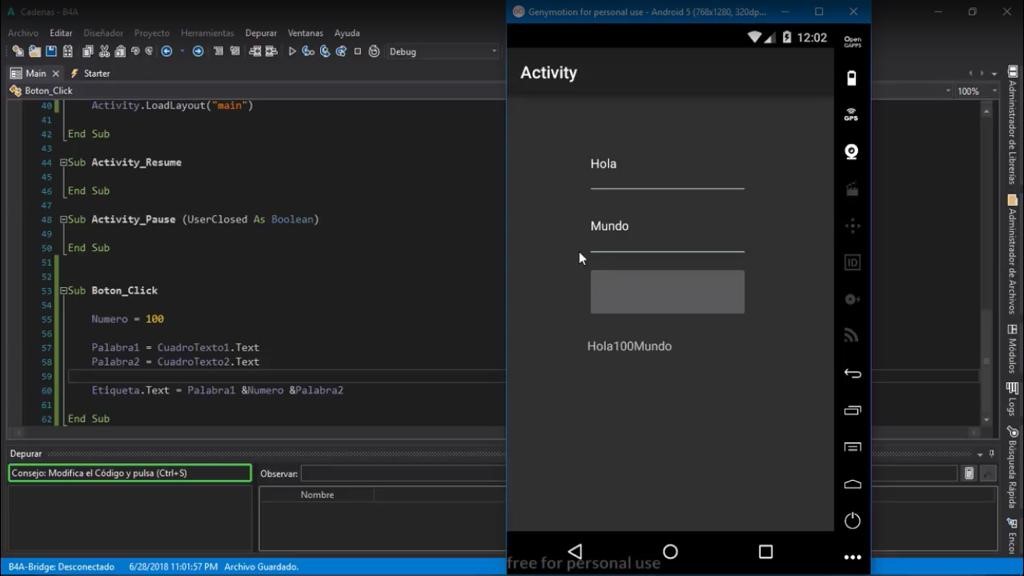 Cadenas - B4A
Archivo Editar Diseñador Proyecto Herramientas Depurar Ventanas Ayuda
Debug
Main Starter
Boton_Click
100%
40 Activity.LoadLayout("main")
41
42 End Sub
43
44 Sub Activity_Resume
45
46 End Sub
47
48 Sub Activity_Pause (UserClosed As Boolean)
49
50 End Sub
51
52
53 Sub Boton_Click
54
55 Numero = 100
56
57 Palabra1 = CuadroTexto1.Text
58 Palabra2 = CuadroTexto2.Text
59
60 Etiqueta.Text = Palabra1 &Numero &Palabra2
61
62 End Sub
Depurar
Consejo: Modifica el Código y pulsa (Ctrl+S)
Observar:
Nombre
B4A-Bridge: Desconectado 6/28/2018 11:01:57 PM Archivo Guardado.
Genymotion for personal use - Android 5 (768x1280, 320dp...
12:02
Activity
Hola
Mundo
Hola100Mundo
free for personal use
Open
GAPPS
GPS
ID
Administrador de Librerías
Administrador de Archivos
Módulos
Logs
Búsqueda Rápida
Encon